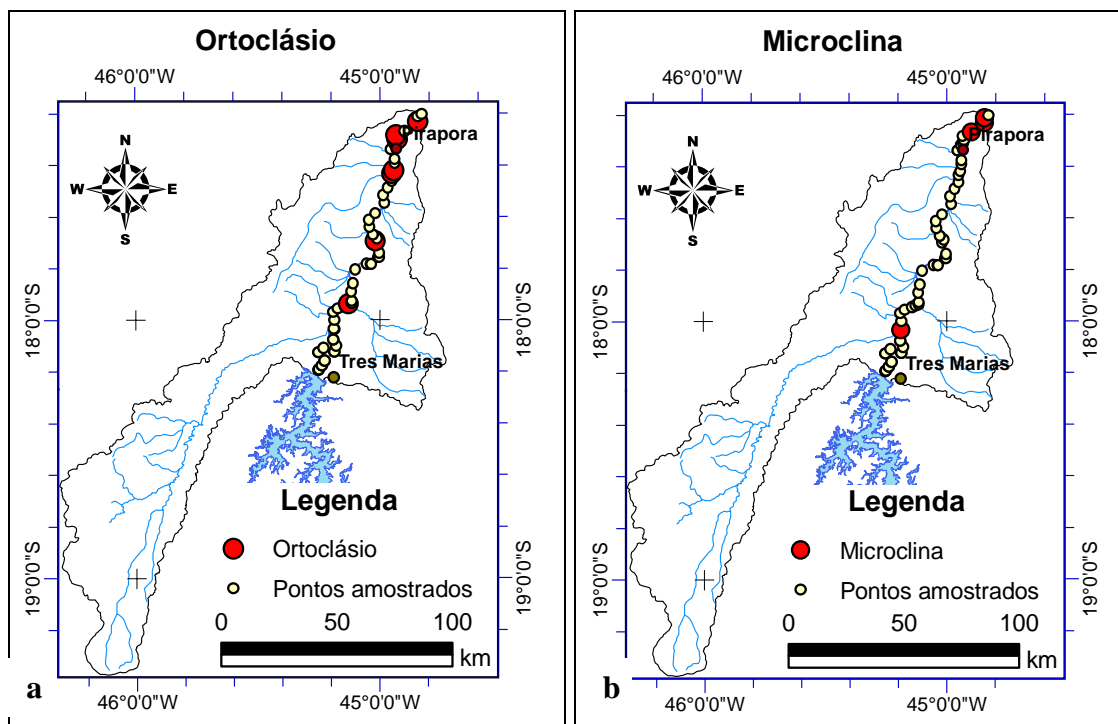 Ortoclásio
46°0'0"W 45°0'0"W
Pirapora
N
W E
S
18°0'0"S 18°0'0"S
Tres Marias
Legenda
Ortoclásio
Pontos amostrados
19°0'0"S 19°0'0"S
0 50 100
km
a
46°0'0"W 45°0'0"W
Microclina
46°0'0"W 45°0'0"W
Pirapora
N
W E
S
18°0'0"S 18°0'0"S
Tres Marias
Legenda
Microclina
Pontos amostrados
19°0'0"S 19°0'0"S
0 50 100
km
b
46°0'0"W 45°0'0"W